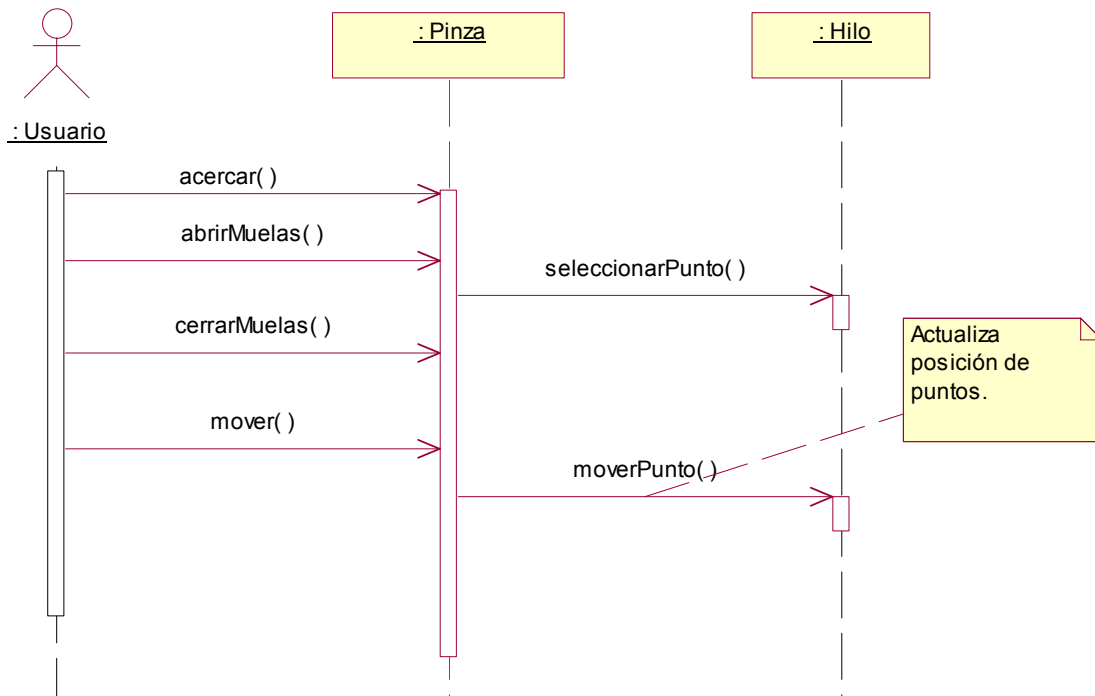 : Pinza
: Hilo
: Usuario
acercar( )
abrirMuelas( )
seleccionarPunto( )
cerrarMuelas( )
Actualiza
posición de
puntos.
mover( )
moverPunto( )